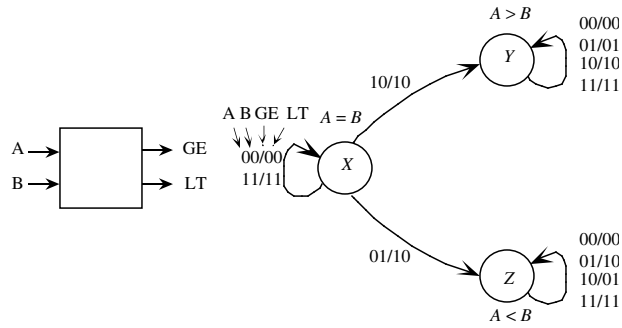 A
B
GE
LT
A B GE LT
00/00
11/11
A = B
X
10/10
01/10
A > B
Y
00/00
01/01
10/10
11/11
Z
A < B
00/00
01/10
10/01
11/11